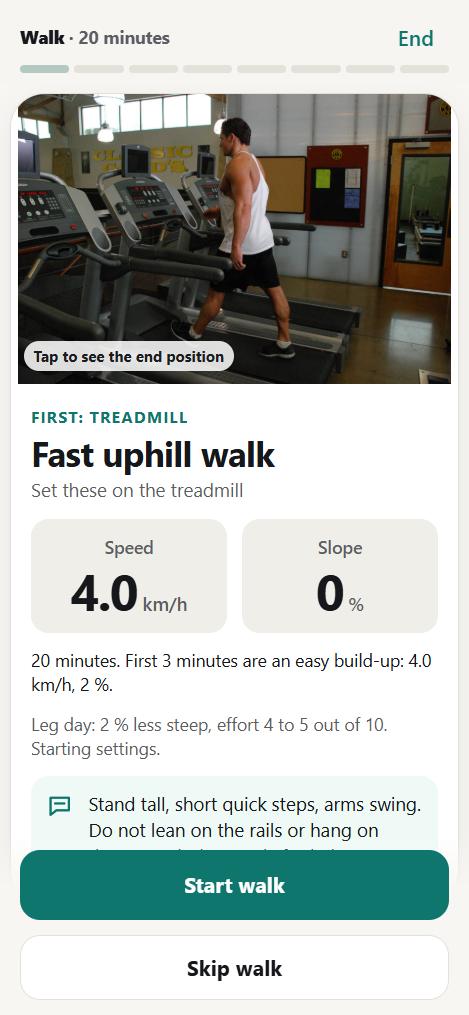 Walk · 20 minutes
End
CLASSIC
Tap to see the end position
FIRST: TREADMILL
Fast uphill walk
Set these on the treadmill
Speed
Slope
4.0 km/h
0 %
20 minutes. First 3 minutes are an easy build-up: 4.0
km/h, 2 %.
Leg day: 2 % less steep, effort 4 to 5 out of 10.
Starting settings.
Stand tall, short quick steps, arms swing.
Do not lean on the rails or hang on
Start walk
Skip walk